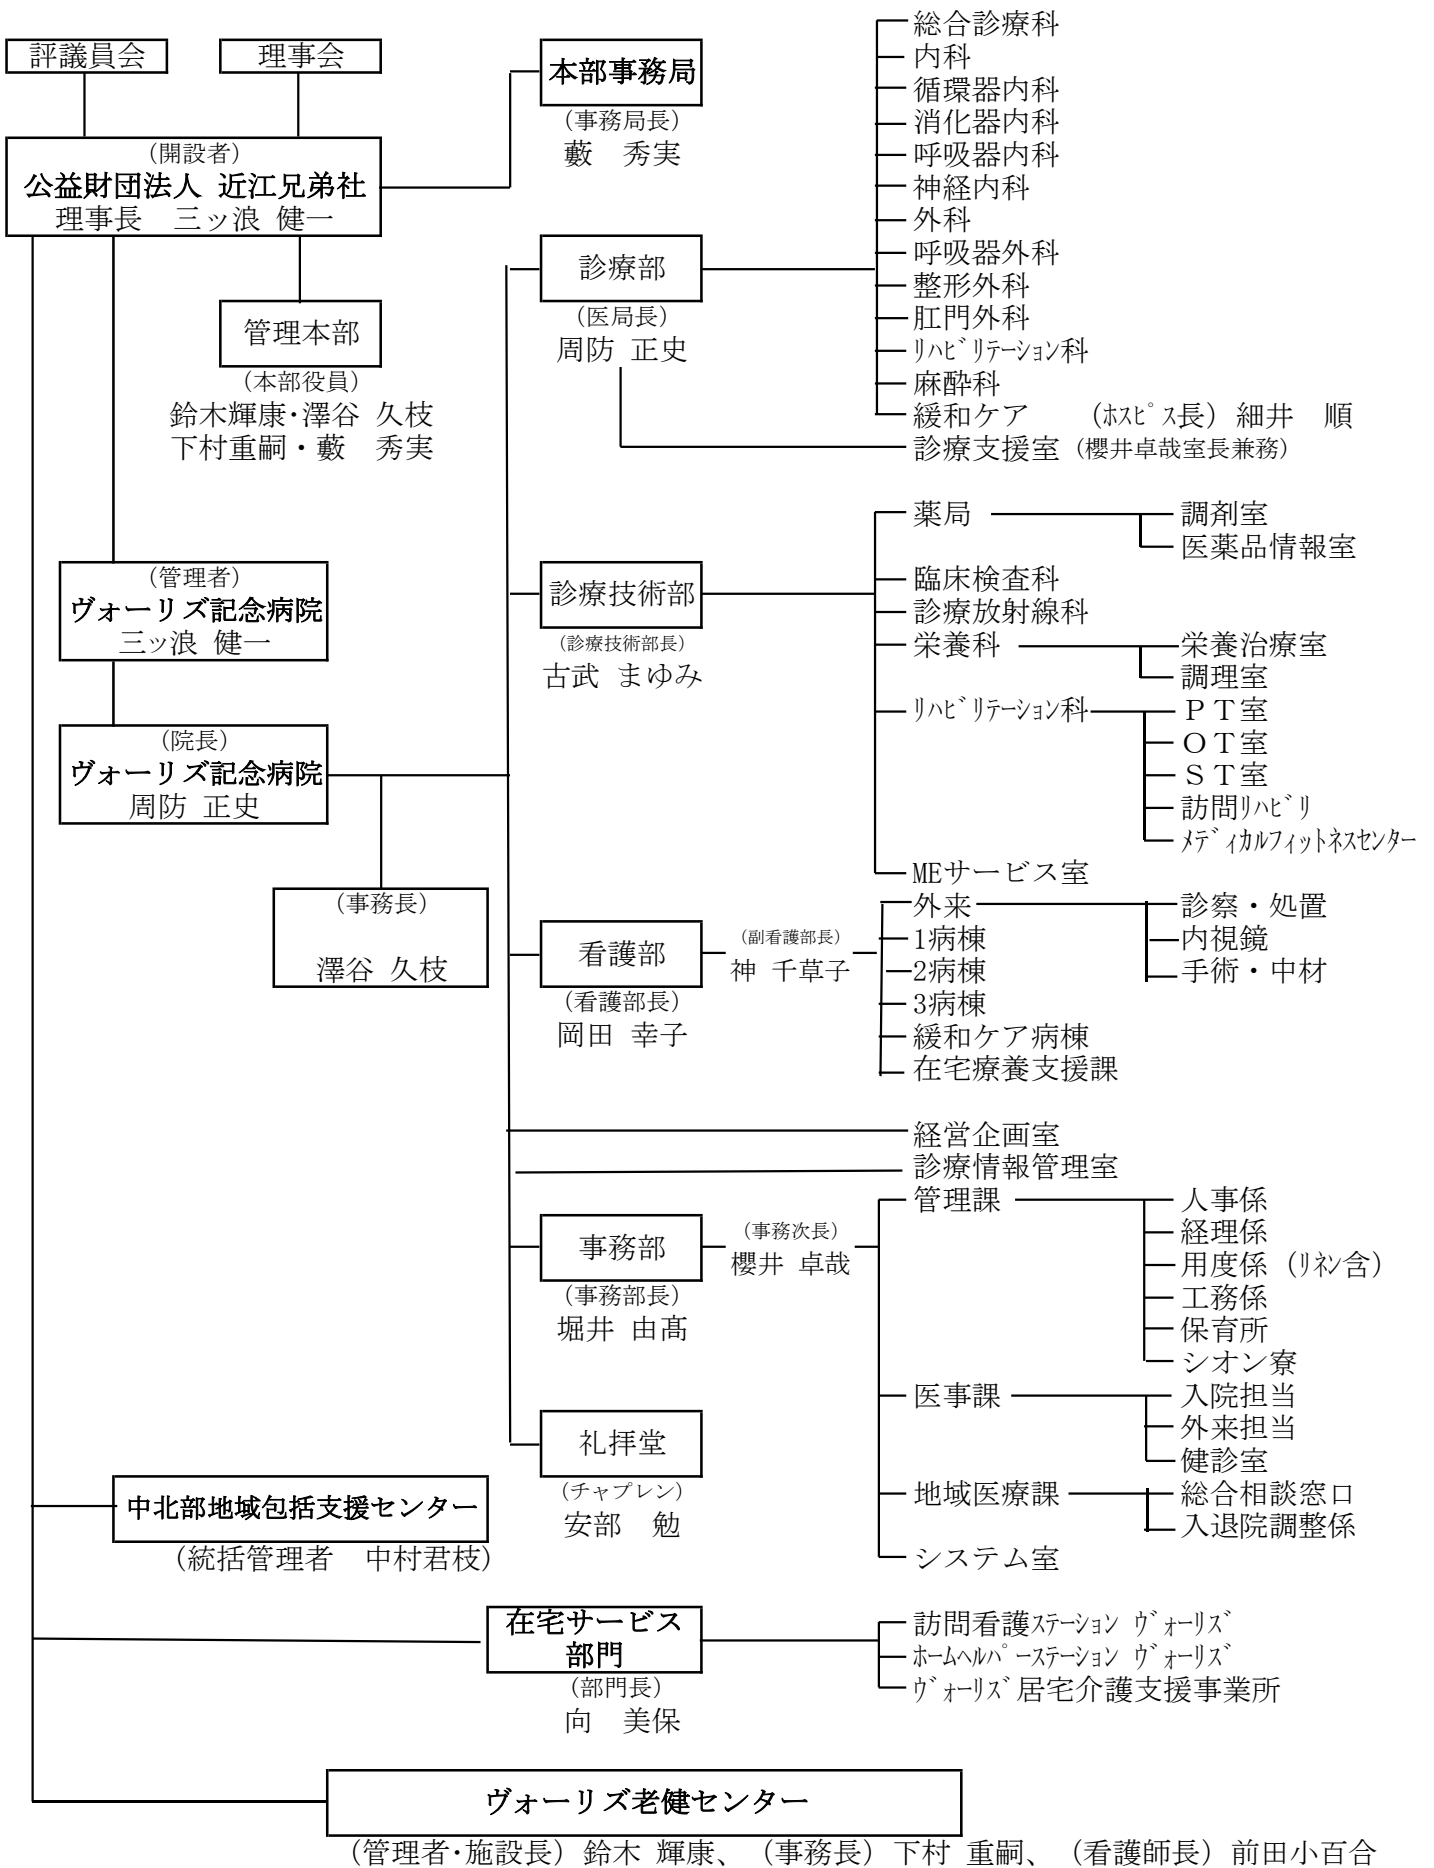 評議員会
理事会
(開設者)
公益財団法人 近江兄弟社
理事長 三ッ浪 健一
管理本部
(本部役員)
鈴木輝康・澤谷 久枝
下村重嗣・藪 秀実
(管理者)
ヴォーリズ記念病院
三ッ浪 健一
(院長)
ヴォーリズ記念病院
周防 正史
(事務長)
澤谷 久枝
本部事務局
(事務局長)
藪 秀実
診療部
(医局長)
周防 正史
総合診療科
内科
循環器内科
消化器内科
呼吸器内科
神経内科
外科
呼吸器外科
整形外科
肛門外科
ﾘﾊﾋﾞﾘﾃｰｼｮﾝ科
麻酔科
緩和ケア (ﾎｽﾋﾟｽ長) 細井 順
診療支援室 (櫻井卓哉室長兼務)
診療技術部
(診療技術部長)
古武 まゆみ
薬局
調剤室
医薬品情報室
臨床検査科
診療放射線科
栄養科
栄養治療室
調理室
ﾘﾊﾋﾞﾘﾃｰｼｮﾝ科
ＰＴ室
ＯＴ室
ＳＴ室
訪問ﾘﾊﾋﾞﾘ
ﾒﾃﾞｨｶﾙﾌｨｯﾄﾈｽｾﾝﾀｰ
MEサービス室
看護部
(看護部長)
岡田 幸子
(副看護部長)
神 千草子
外来
診察・処置
内視鏡
手術・中材
1病棟
2病棟
3病棟
緩和ケア病棟
在宅療養支援課
経営企画室
診療情報管理室
事務部
(事務部長)
堀井 由髙
(事務次長)
櫻井 卓哉
管理課
人事係
経理係
用度係 (ﾘﾈﾝ含)
工務係
保育所
シオン寮
医事課
入院担当
外来担当
健診室
地域医療課
総合相談窓口
入退院調整係
システム室
礼拝堂
(チャプレン)
安部 勉
中北部地域包括支援センター
(統括管理者 中村君枝)
在宅サービス
部門
(部門長)
向 美保
訪問看護ｽﾃｰｼｮﾝ ｳﾞｫｰﾘｽﾞ
ﾎｰﾑﾍﾙﾊﾟｰｽﾃｰｼｮﾝ ｳﾞｫｰﾘｽﾞ
ｳﾞｫｰﾘｽﾞ居宅介護支援事業所
ヴォーリズ老健センター
(管理者・施設長) 鈴木 輝康、 (事務長) 下村 重嗣、 (看護師長) 前田小百合